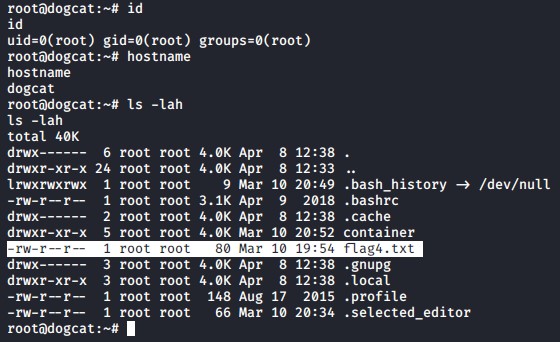 root@dogcat:~# id
id
uid=0(root) gid=0(root) groups=0(root)
root@dogcat:~# hostname
hostname
dogcat
root@dogcat:~# ls -lah
ls -lah
total 40K
drwx------  6 root root 4.0K Apr  8 12:38 .
drwxr-xr-x 24 root root 4.0K Apr  8 12:33 ..
lrwxrwxrwx  1 root root    9 Mar 10 20:49 .bash_history -> /dev/null
-rw-r--r--  1 root root 3.1K Apr  9  2018 .bashrc
drwx------  2 root root 4.0K Apr  8 12:38 .cache
drwxr-xr-x  5 root root 4.0K Mar 10 20:52 container
-rw-r--r--  1 root root   80 Mar 10 19:54 flag4.txt
drwx------  3 root root 4.0K Apr  8 12:38 .gnupg
drwxr-xr-x  3 root root 4.0K Apr  8 12:38 .local
-rw-r--r--  1 root root  148 Aug 17  2015 .profile
-rw-r--r--  1 root root   66 Mar 10 20:34 .selected_editor
root@dogcat:~#